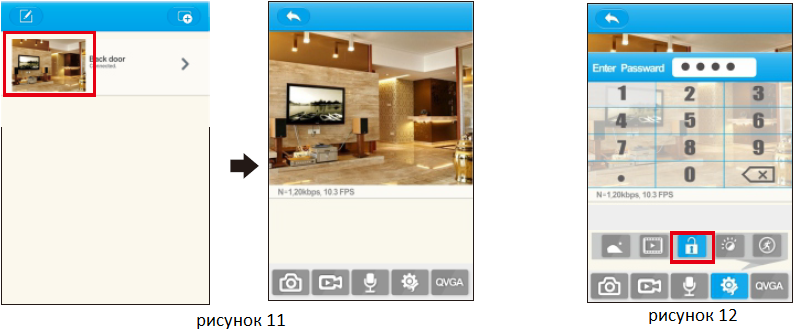 Back door
Connected
N=1,20kbps, 10.3 FPS
QVGA
рисунок 11
Enter Password
1 2 3
4 5 6
7 8 9
. 0
N=1,20kbps, 10.3 FPS
QVGA
рисунок 12